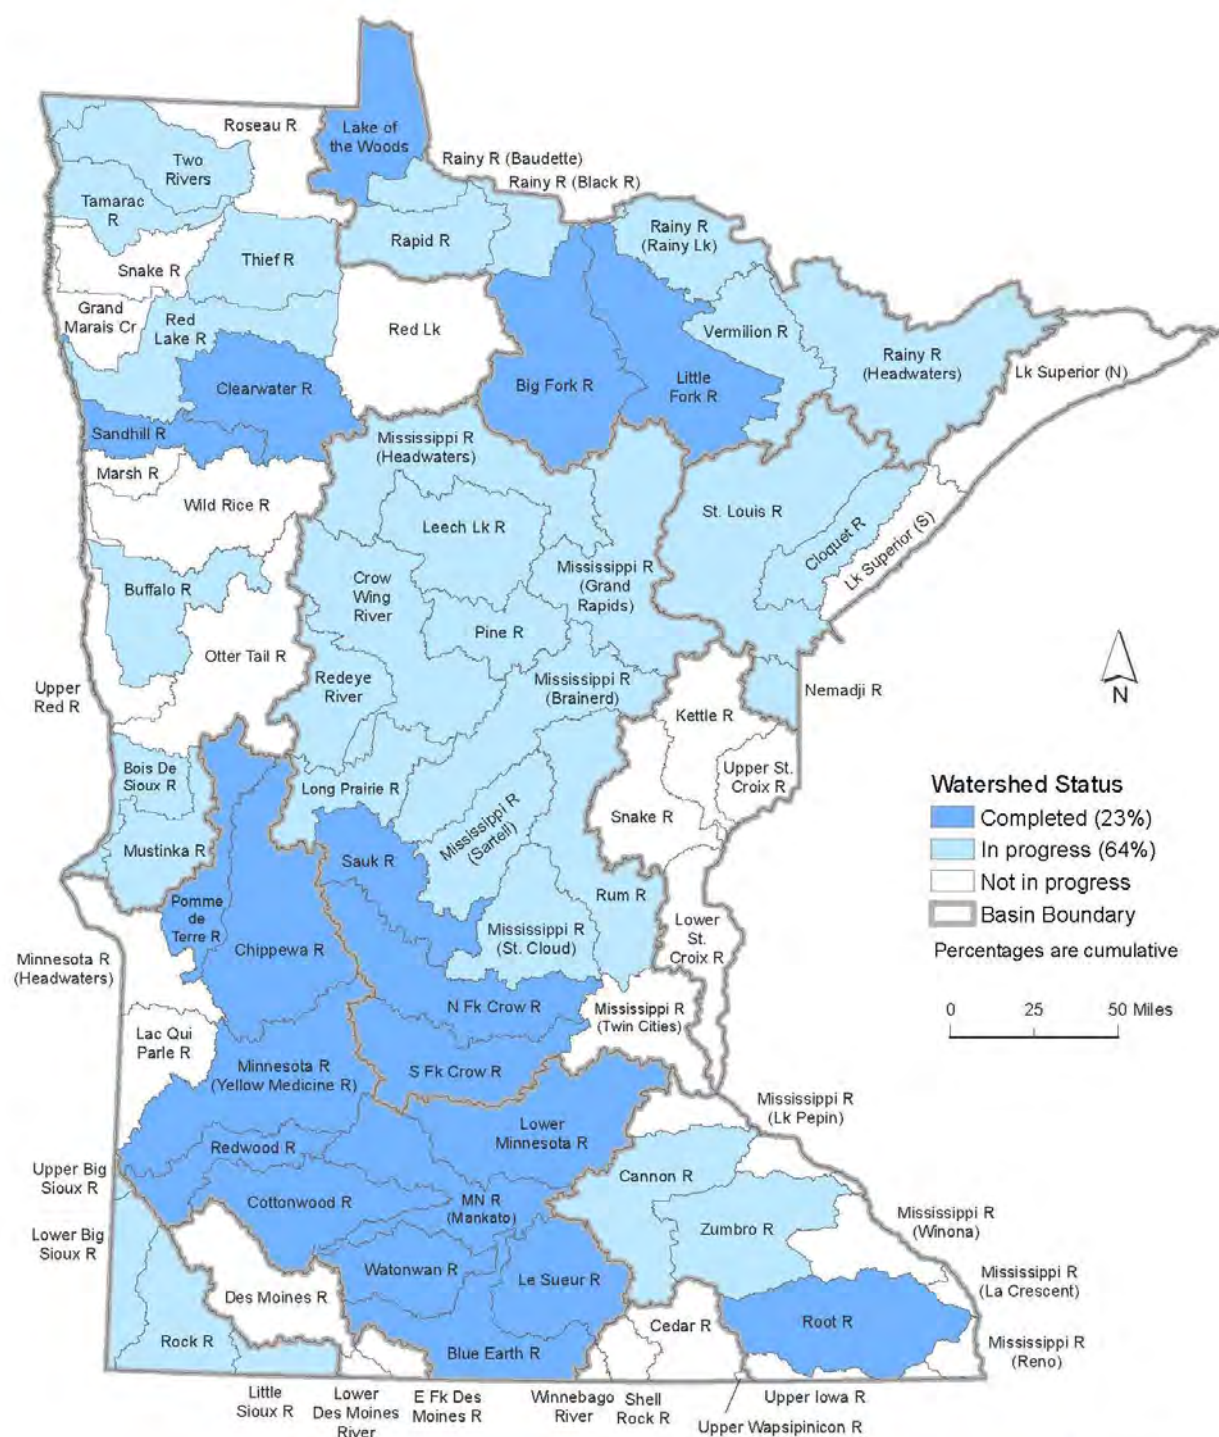 Roseau R
Lake of
the Woods
Rainy R (Baudette)
Rainy R (Black R)
Two
Rivers
Tamarac
R
Rapid R
Rainy R
(Rainy Lk)
Snake R
Thief R
Grand
Marais Cr
Red
Lake R
Red Lk
Vermilion R
Rainy R
(Headwaters)
Lk Superior (N)
Clearwater R
Big Fork R
Little
Fork R
Sandhill R
Mississippi R
(Headwaters)
Marsh R
Wild Rice R
Leech Lk R
St. Louis R
Cloquet R
Lk Superior (S)
Buffalo R
Crow
Wing
River
Mississippi R
(Grand
Rapids)
Pine R
Otter Tail R
Upper
Red R
Redeye
River
Mississippi R
(Brainerd)
Nemadji R
N
Kettle R
Bois De
Sioux R
Long Prairie R
Upper St.
Croix R
Mustinka R
Sauk R
Mississippi R
(Sartell)
Snake R
Watershed Status
Completed (23%)
In progress (64%)
Not in progress
Basin Boundary
Percentages are cumulative
0 25 50 Miles
Pomme
de
Terre R
Chippewa R
Rum R
Mississippi R
(St. Cloud)
Lower
St.
Croix R
Minnesota R
(Headwaters)
N Fk Crow R
Mississippi R
(Twin Cities)
Lac Qui
Parle R
Minnesota R
(Yellow Medicine R)
S Fk Crow R
Mississippi R
(Lk Pepin)
Lower
Minnesota R
Redwood R
Upper Big
Sioux R
Cannon R
Cottonwood R
MN R
(Mankato)
Lower Big
Sioux R
Zumbro R
Mississippi R
(Winona)
Watonwan R
Le Sueur R
Des Moines R
Mississippi R
(La Crescent)
Rock R
Blue Earth R
Cedar R
Root R
Mississippi R
(Reno)
Little
Sioux R
Lower
Des Moines
River
E Fk Des
Moines R
Winnebago
River
Shell
Rock R
Upper Iowa R
Upper Wapsipinicon R